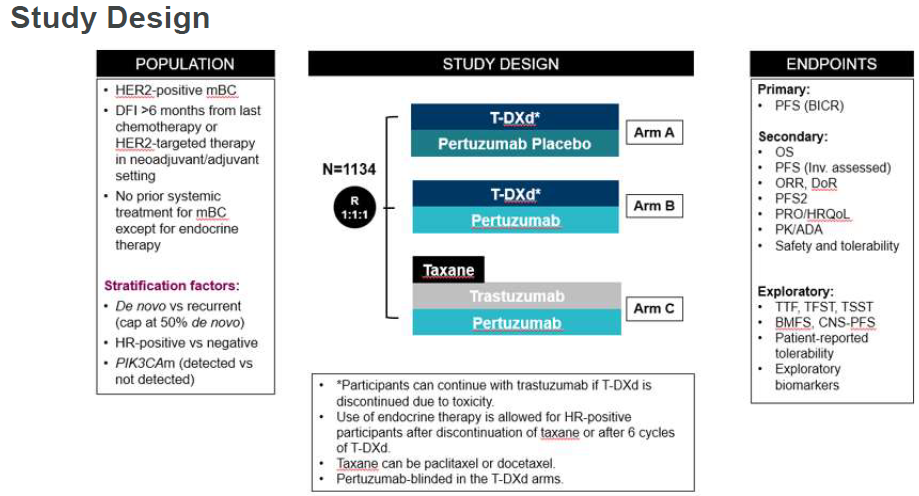 Study Design
POPULATION
• HER2-positive mBC
• DFI >6 months from last
chemotherapy or
HER2-targeted therapy
in neoadjuvant/adjuvant
setting
• No prior systemic
treatment for mBC
except for endocrine
therapy
Stratification factors:
• De novo vs recurrent
(cap at 50% de novo)
• HR-positive vs negative
• PIK3CAm (detected vs
not detected)
STUDY DESIGN
N=1134
R
1:1:1
T-DXd*
Pertuzumab Placebo
Arm A
T-DXd*
Pertuzumab
Arm B
Taxane
Trastuzumab
Pertuzumab
Arm C
• *Participants can continue with trastuzumab if T-DXd is
discontinued due to toxicity.
• Use of endocrine therapy is allowed for HR-positive
participants after discontinuation of taxane or after 6 cycles
of T-DXd.
• Taxane can be paclitaxel or docetaxel.
• Pertuzumab-blinded in the T-DXd arms.
ENDPOINTS
Primary:
• PFS (BICR)
Secondary:
• OS
• PFS (Inv. assessed)
• ORR, DoR
• PFS2
• PRO/HRQoL
• PK/ADA
• Safety and tolerability
Exploratory:
• TTF, TFST, TSST
• BMFS, CNS-PFS
• Patient-reported
tolerability
• Exploratory
biomarkers